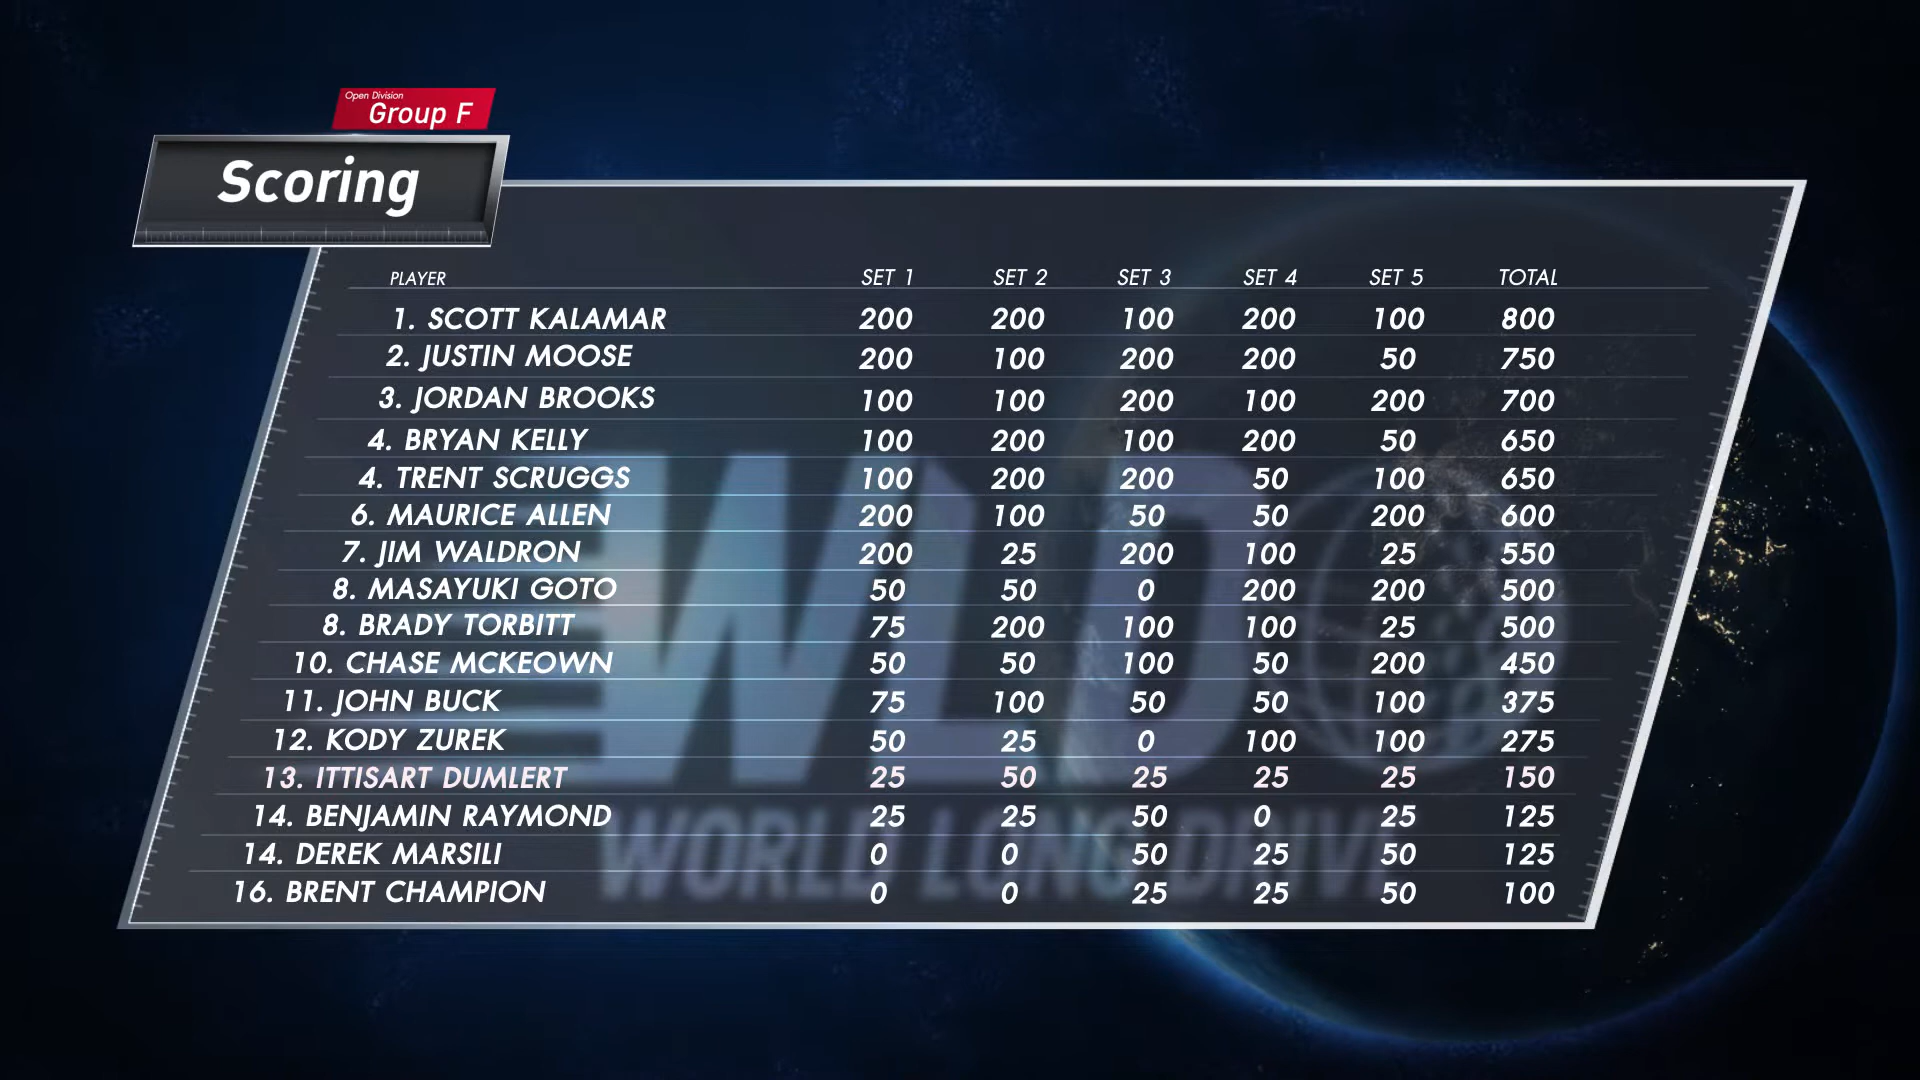 Open Division
Group F
Scoring
PLAYER SET 1 SET 2 SET 3 SET 4 SET 5 TOTAL
1. SCOTT KALAMAR 200 200 100 200 100 800
2. JUSTIN MOOSE 200 100 200 200 50 750
3. JORDAN BROOKS 100 100 200 100 200 700
4. BRYAN KELLY 100 200 100 200 50 650
4. TRENT SCRUGGS 100 200 200 50 100 650
6. MAURICE ALLEN 200 100 50 50 200 600
7. JIM WALDRON 200 25 200 100 25 550
8. MASAYUKI GOTO 50 50 0 200 200 500
8. BRADY TORBITT 75 200 100 100 25 500
10. CHASE MCKEOWN 50 50 100 50 200 450
11. JOHN BUCK 75 100 50 50 100 375
12. KODY ZUREK 50 25 0 100 100 275
13. ITTISART DUMLERT 25 50 25 25 25 150
14. BENJAMIN RAYMOND 25 25 50 0 25 125
14. DEREK MARSILI 0 0 50 25 50 125
16. BRENT CHAMPION 0 0 25 25 50 100
WLD
WORLD LONG DRIVE